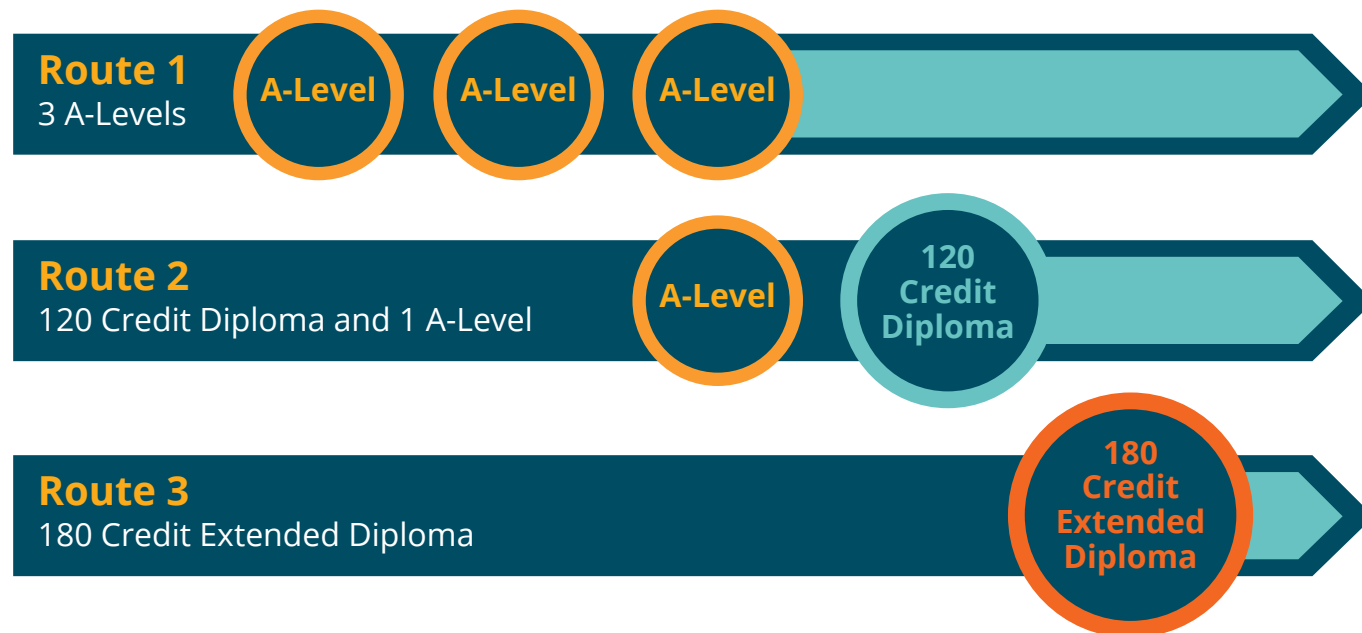 Route 1
3 A-Levels
A-Level
A-Level
A-Level
Route 2
120 Credit Diploma and 1 A-Level
A-Level
120
Credit
Diploma
Route 3
180 Credit Extended Diploma
180
Credit
Extended
Diploma